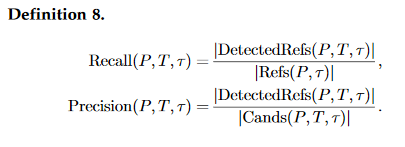 Definition 8.
Recall(P, T, τ) = |DetectedRefs(P, T, τ)| / |Refs(P, τ)|,
Precision(P, T, τ) = |DetectedRefs(P, T, τ)| / |Cands(P, T, τ)|.